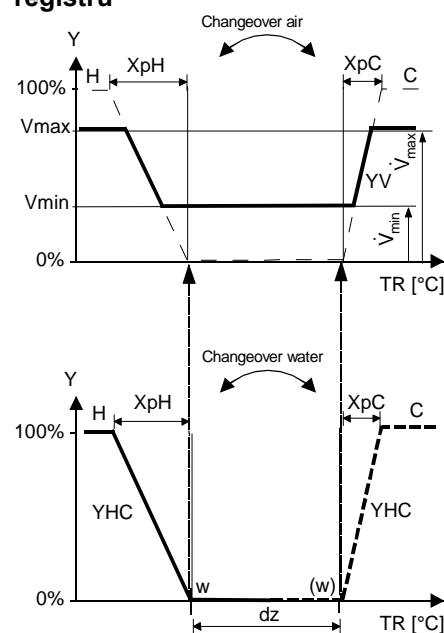 registru
Changeover air
Y
H XpH XpC C
100%
Vmax
V̇max
YV
Vmin
V̇min
0%
TR [°C]
Changeover water
Y
H XpH XpC C
100%
YHC YHC
w (w)
0%
dz
TR [°C]